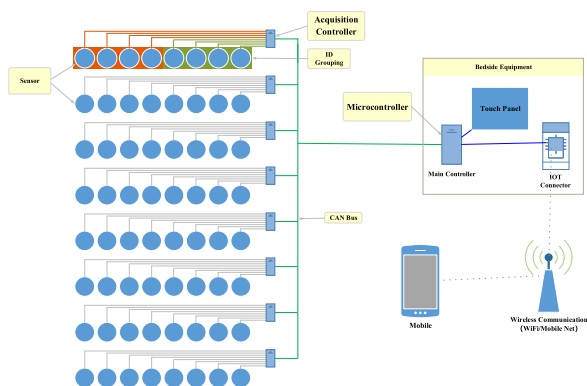 Acquisition
Controller
ID
Grouping
Sensor
Bedside Equipment
Touch Panel
Microcontroller
Main Controller
IOT
Connector
CAN Bus
Mobile
Wireless Communication
(WiFi/Mobile Net)